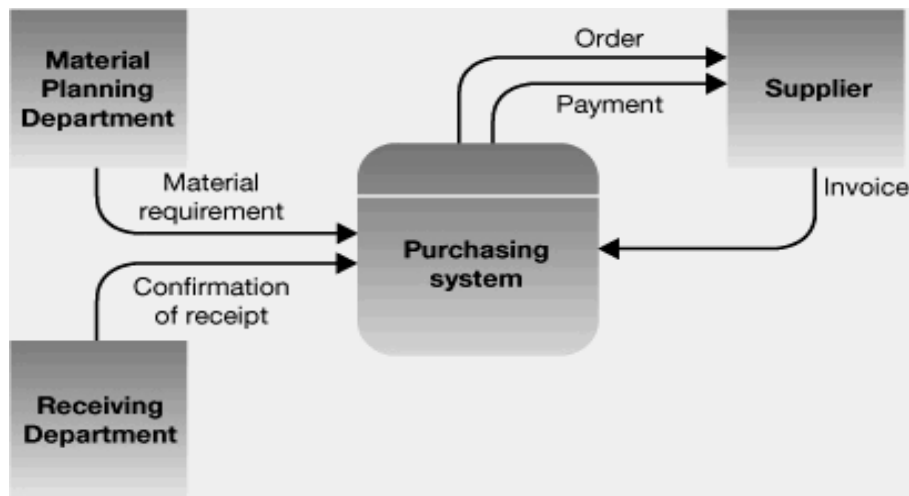 Material
Planning
Department
Order
Payment
Supplier
Material
requirement
Invoice
Purchasing
system
Confirmation
of receipt
Receiving
Department